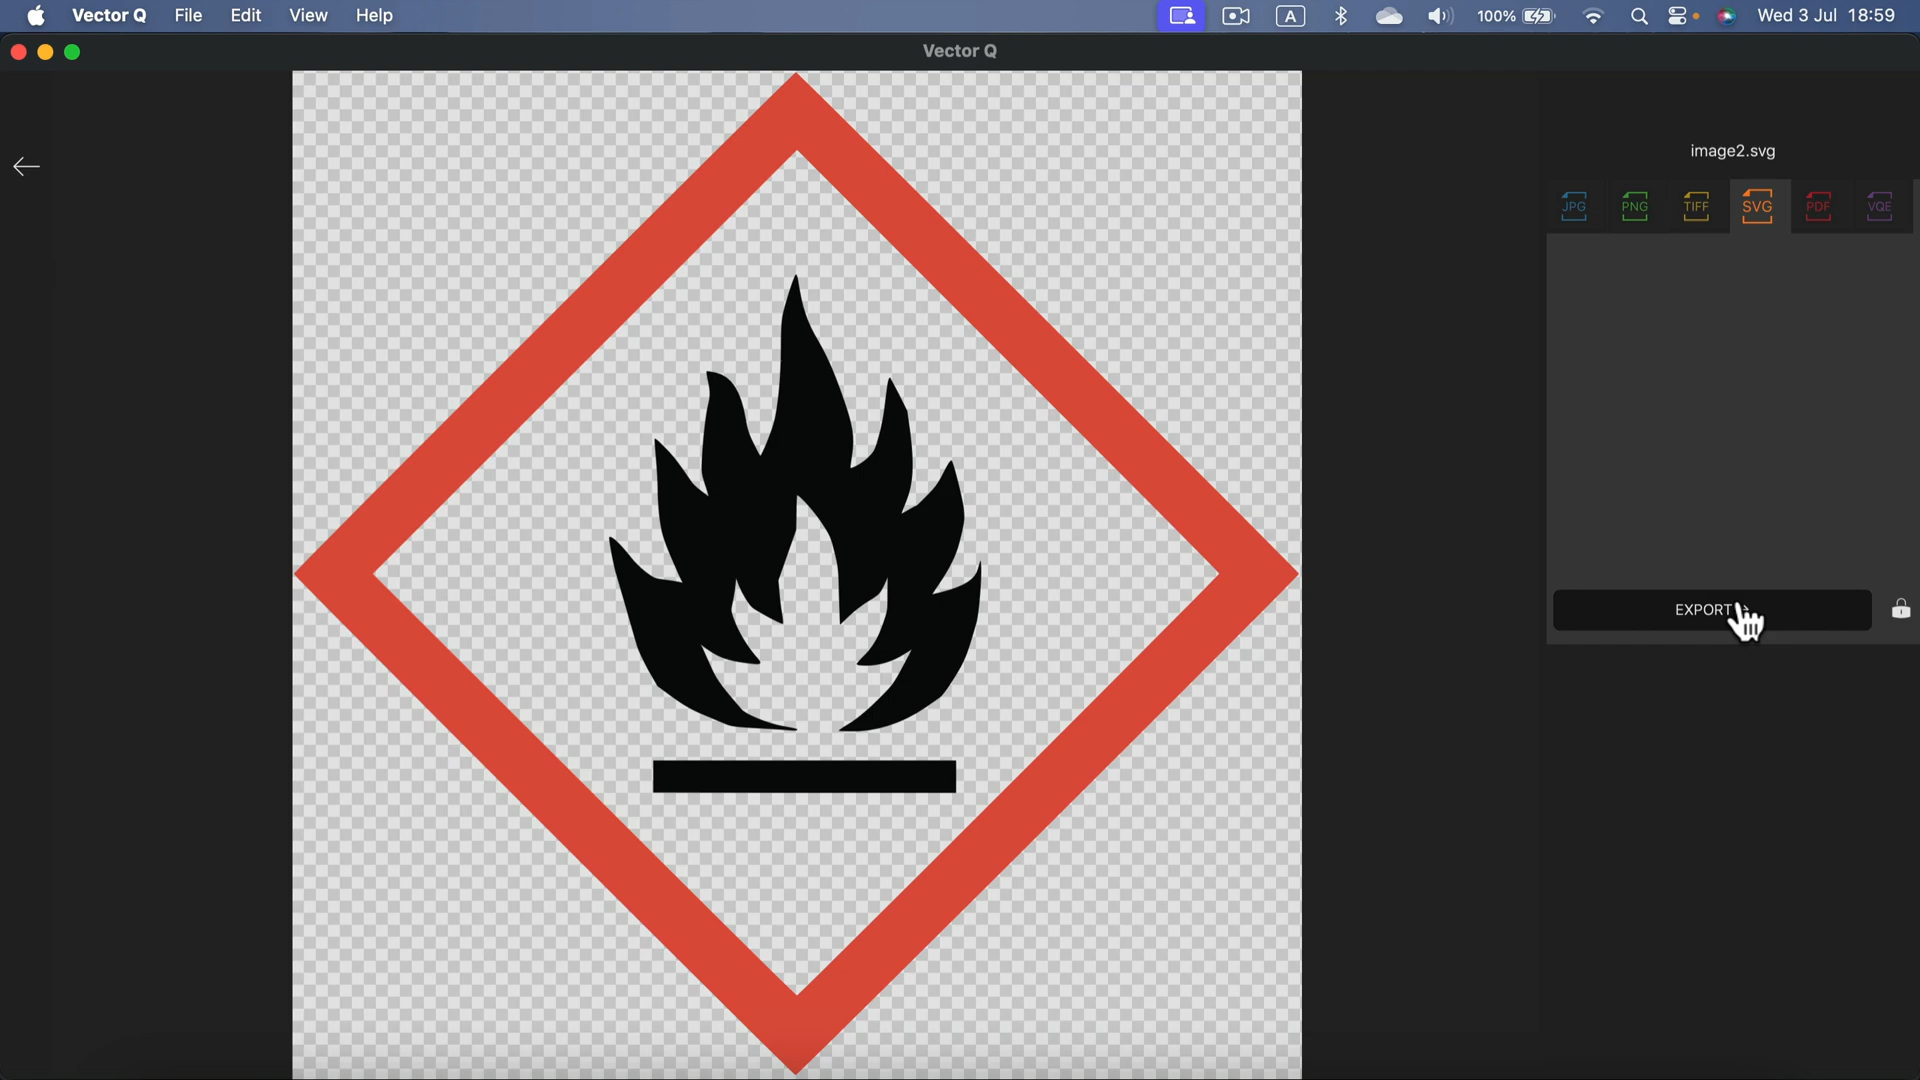 Vector Q File Edit View Help A 100% Wed 3 Jul 18:59
Vector Q
image2.svg
JPG PNG TIFF SVG PDF VQE
EXPORT